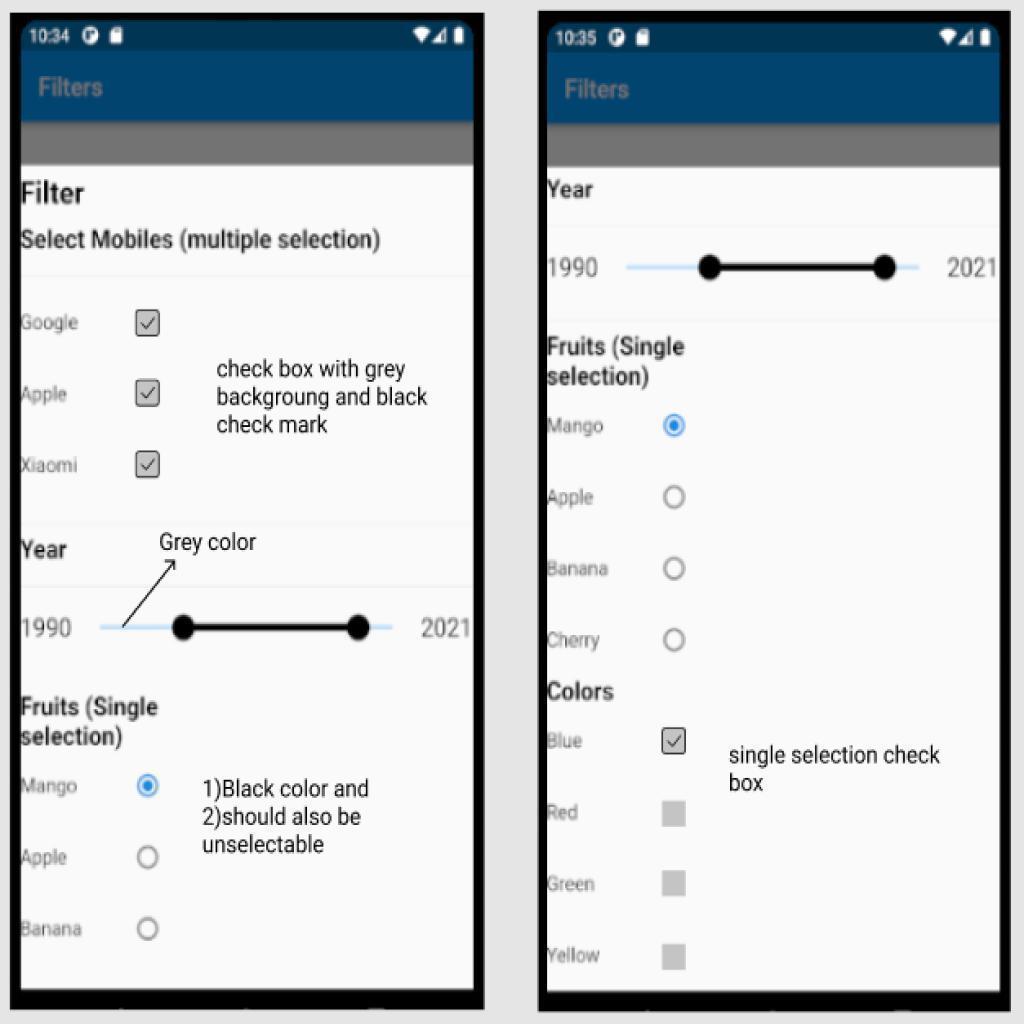 10:34
Filters
Filter
Select Mobiles (multiple selection)
Google
Apple
Xiaomi
check box with grey
backgroung and black
check mark
Grey color
Year
1990
2021
Fruits (Single
selection)
Mango
Apple
Banana
1)Black color and
2)should also be
unselectable
10:35
Filters
Year
1990
2021
Fruits (Single
selection)
Mango
Apple
Banana
Cherry
Colors
Blue
Red
Green
Yellow
single selection check
box